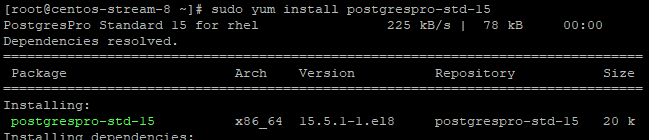 [root@centos-stream-8 ~]# sudo yum install postgrespro-std-15
PostgresPro Standard 15 for rhel 225 kB/s | 78 kB 00:00
Dependencies resolved.
================================================================================
Package Arch Version Repository Size
================================================================================
Installing:
postgrespro-std-15 x86_64 15.5.1-1.el8 postgrespro-std-15 20 k
Installing dependencies: